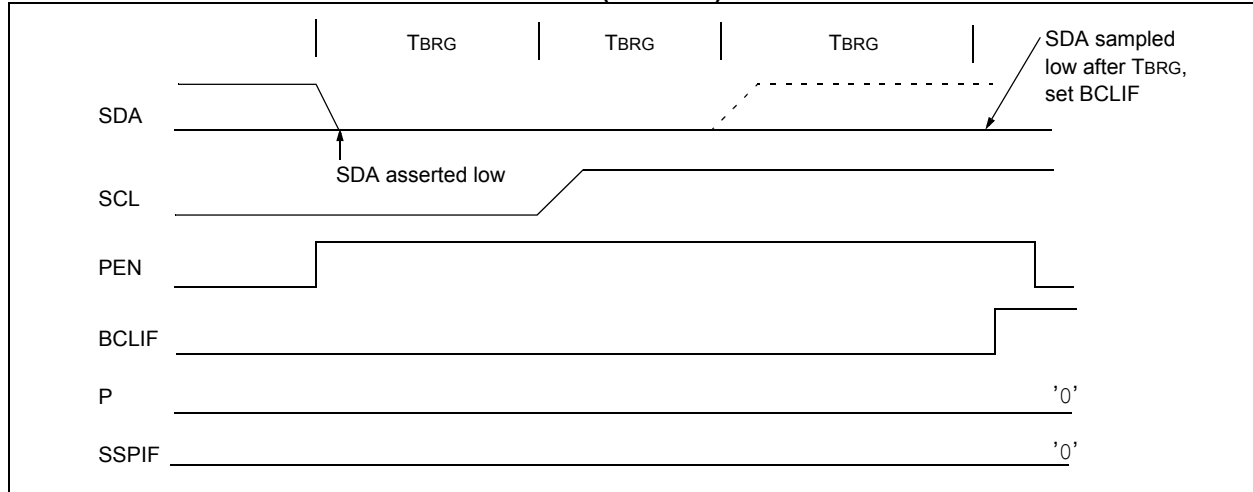 TBRG TBRG TBRG
SDA sampled
low after TBRG,
set BCLIF
SDA
SDA asserted low
SCL
PEN
BCLIF
P '0'
SSPIF '0'